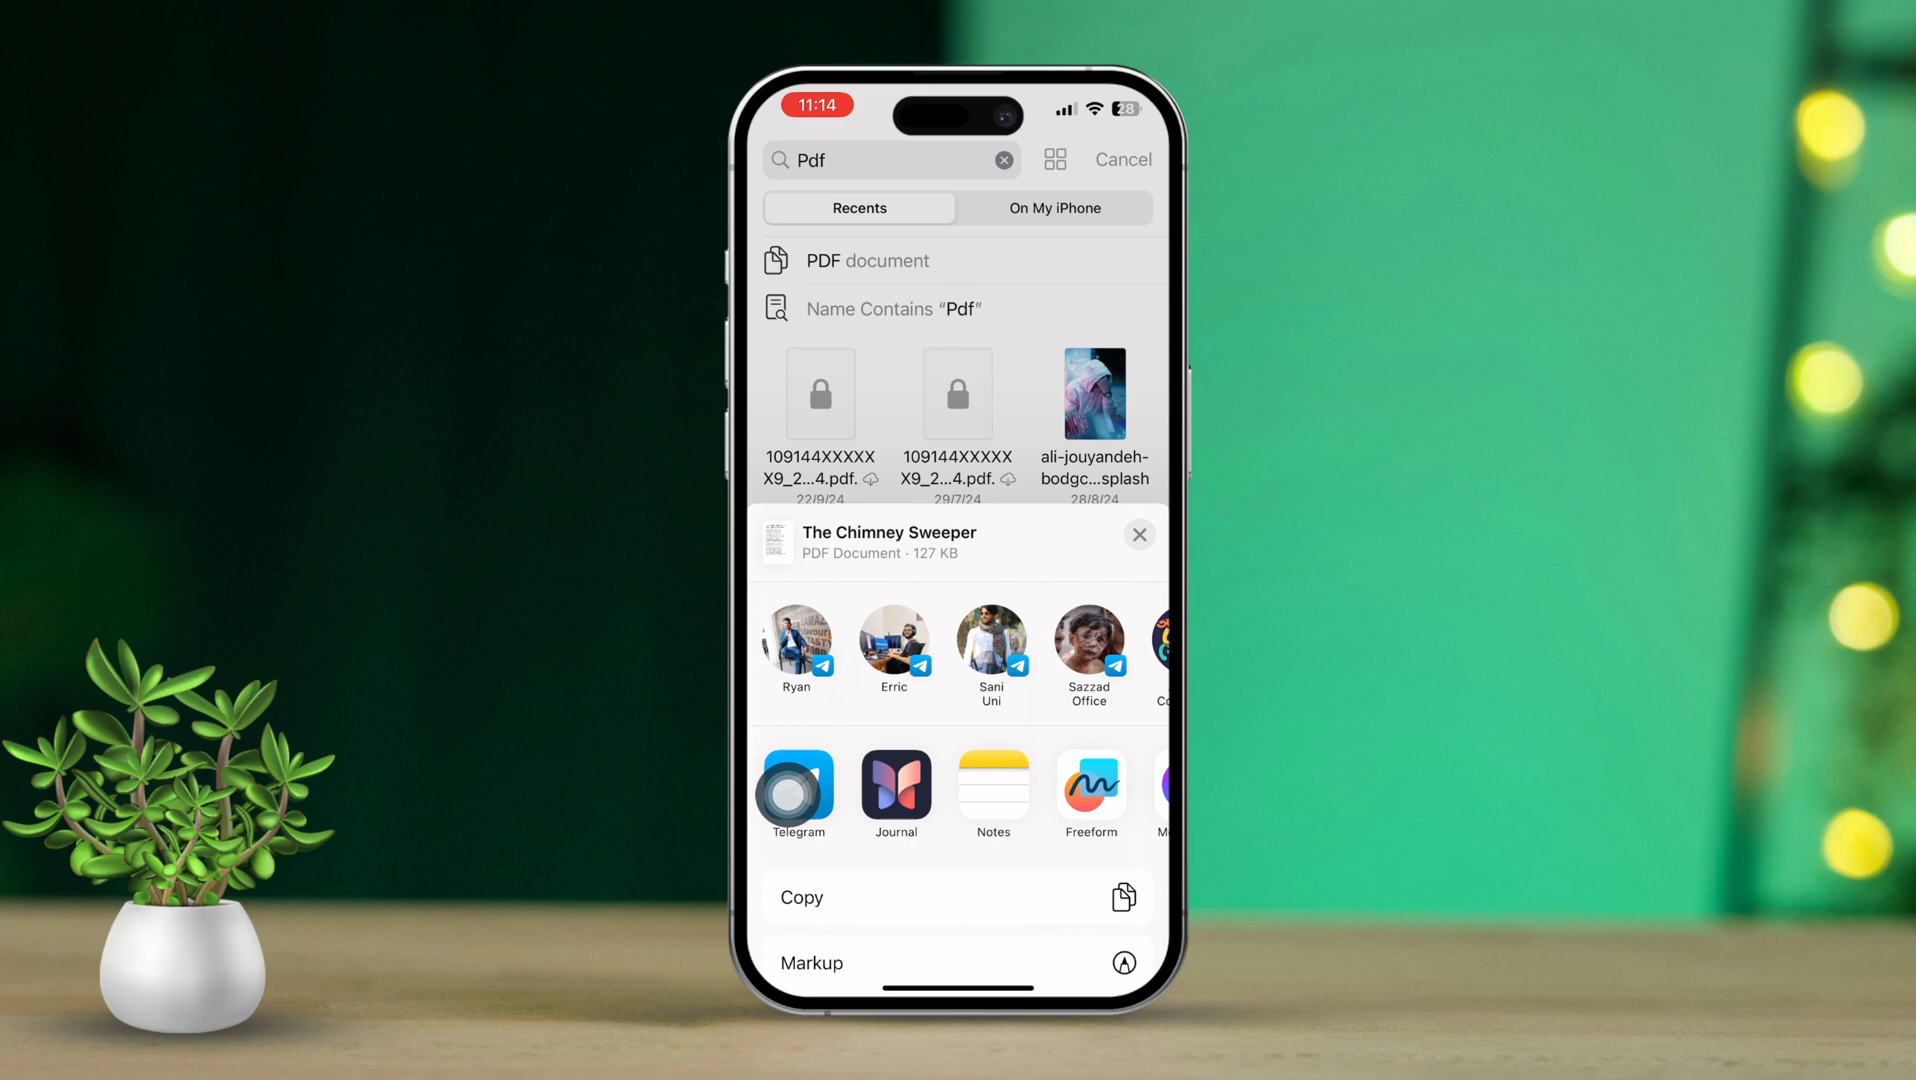 11:14
28
Pdf
Cancel
Recents
On My iPhone
PDF document
Name Contains “Pdf”
109144XXXXX
X9_2...4.pdf.
22/9/24
109144XXXXX
X9_2...4.pdf.
29/7/24
ali-jouyandeh-
bodgc...splash
28/8/24
The Chimney Sweeper
PDF Document · 127 KB
Ryan
Erric
Sani
Uni
Sazzad
Office
Telegram
Journal
Notes
Freeform
Copy
Markup